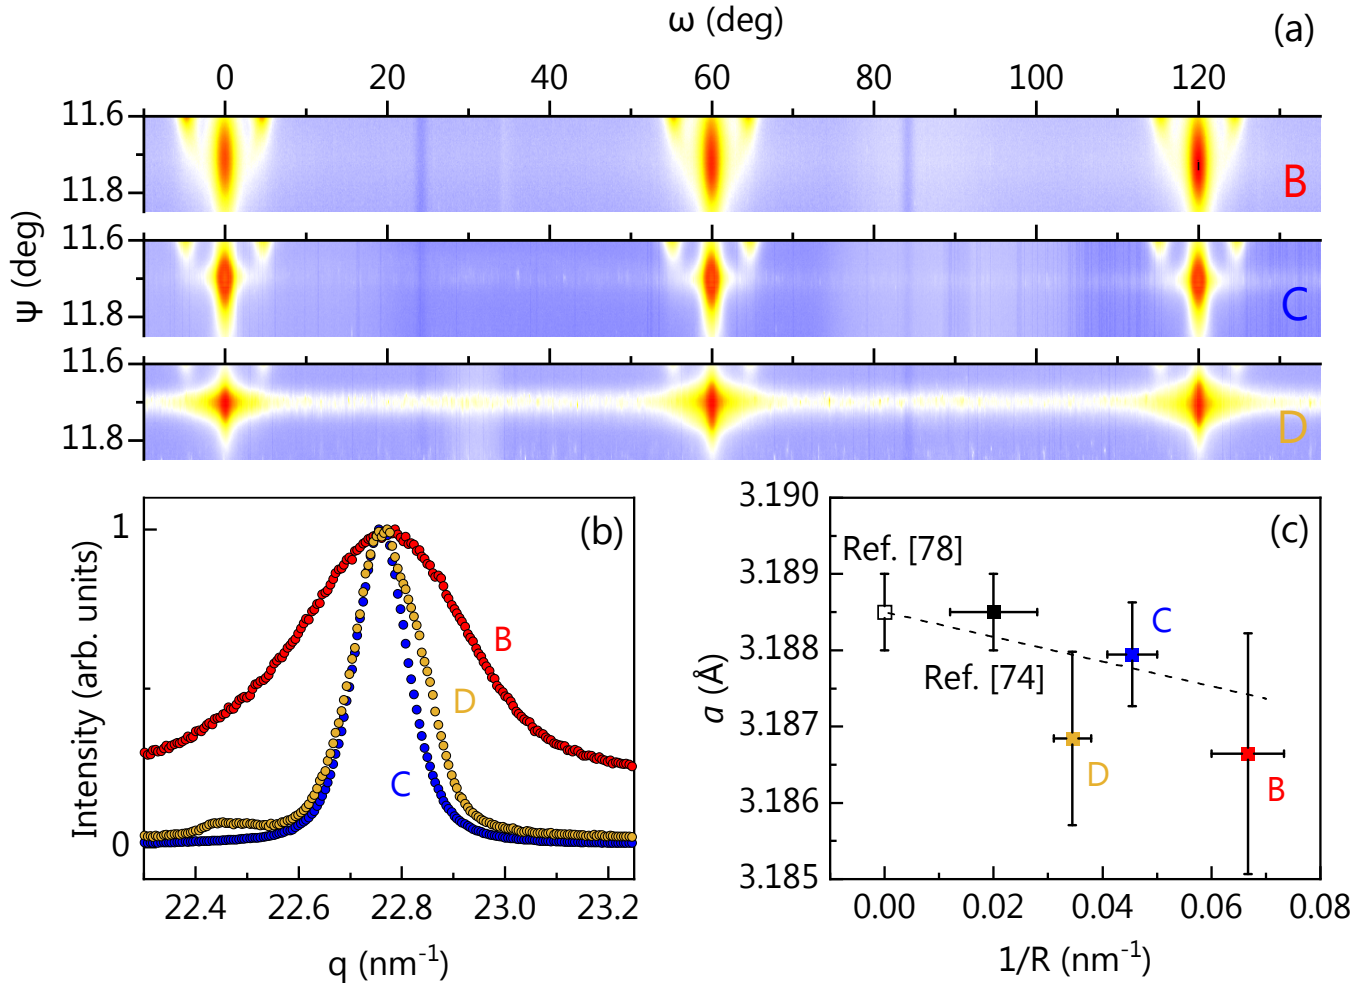 ω (deg)
(a)
0 20 40 60 80 100 120
11.6
11.8
B
11.6
11.8
C
11.6
11.8
D
Ψ (deg)
(b)
1
0
B
D
C
Intensity (arb. units)
22.4 22.6 22.8 23.0 23.2
q (nm⁻¹)
(c)
3.190
3.189
3.188
3.187
3.186
3.185
Ref. [78]
Ref. [74]
C
D
B
a (Å)
0.00 0.02 0.04 0.06 0.08
1/R (nm⁻¹)